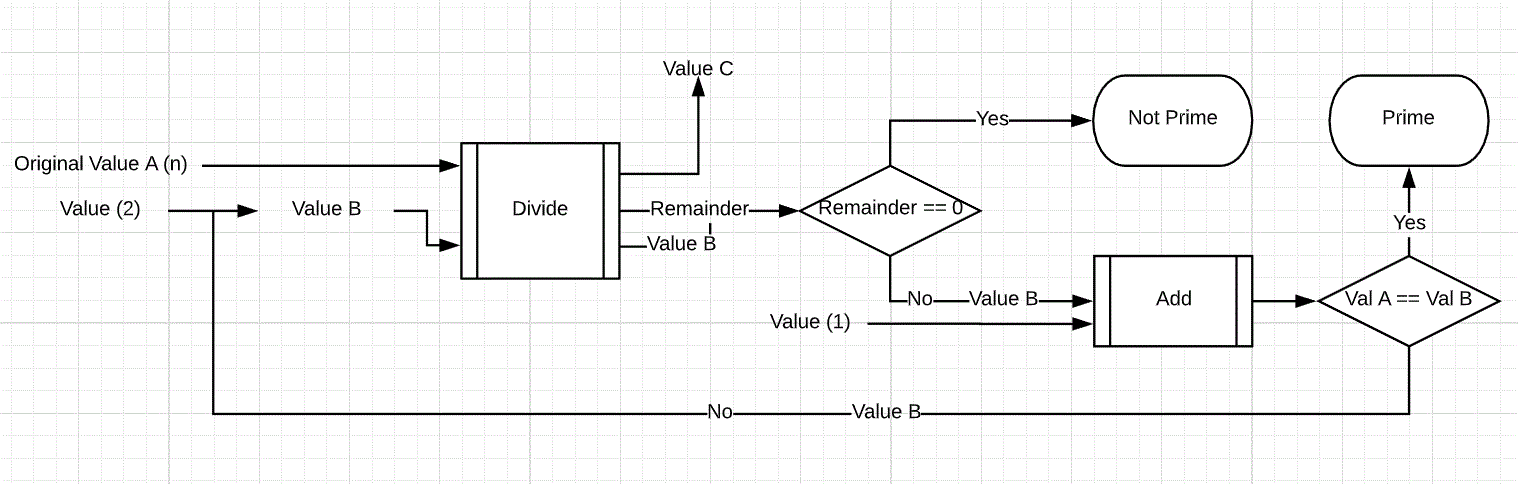 Value C
Original Value A (n)
Value (2)
Value B
Divide
Remainder
Value B
Remainder == 0
Yes
Not Prime
Prime
No
Value B
Value (1)
Add
Val A == Val B
Yes
No
Value B